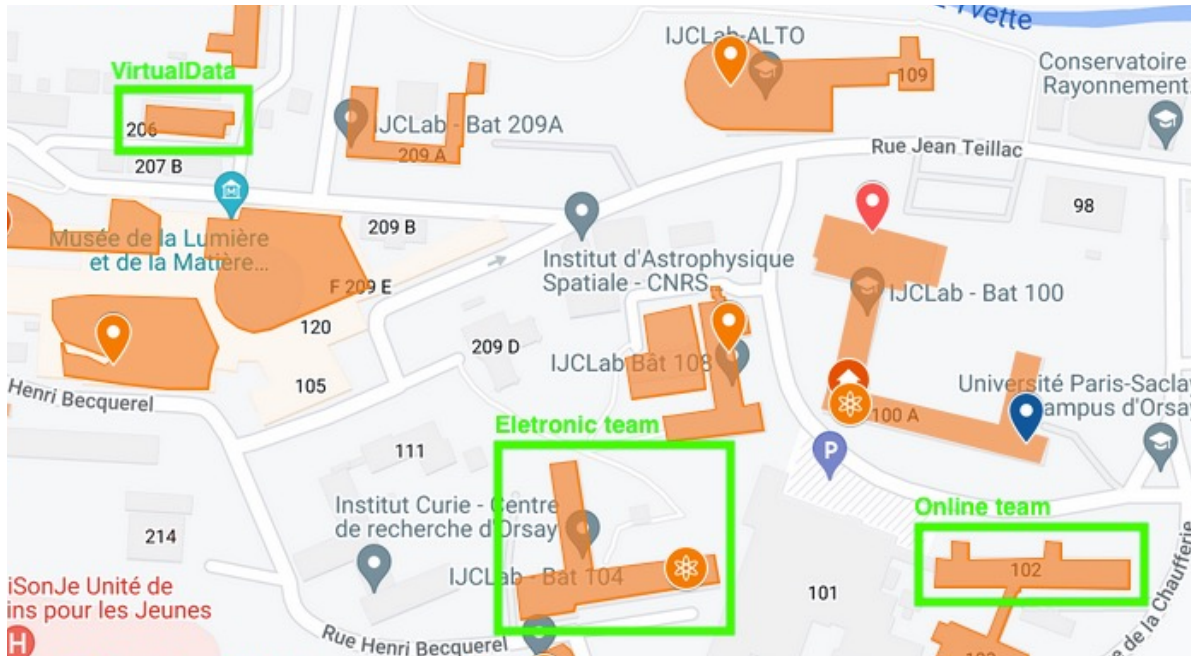 Yvette
IJCLab-ALTO
109
Conservatoire
Rayonnement
VirtualData
206
207 B
IJCLab - Bat 209A
209 A
Rue Jean Teillac
98
Musée de la Lumière
et de la Matière...
209 B
F 209 E
Institut d'Astrophysique
Spatiale - CNRS
IJCLab - Bat 100
120
105
209 D
IJCLab Bât 108
Henri Becquerel
Université Paris-Saclay
100 A
Campus d'Orsay
Eletronic team
111
P
Institut Curie - Centre
de recherche d'Orsay
214
Online team
IJCLab - Bat 104
102
101
iSonJe Unité de
ins pour les Jeunes
H
Rue Henri Becquerel
e de la Chaufferie